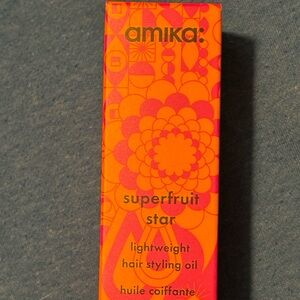 amika:
superfruit
star
lightweight
hair styling oil
huile coiffante